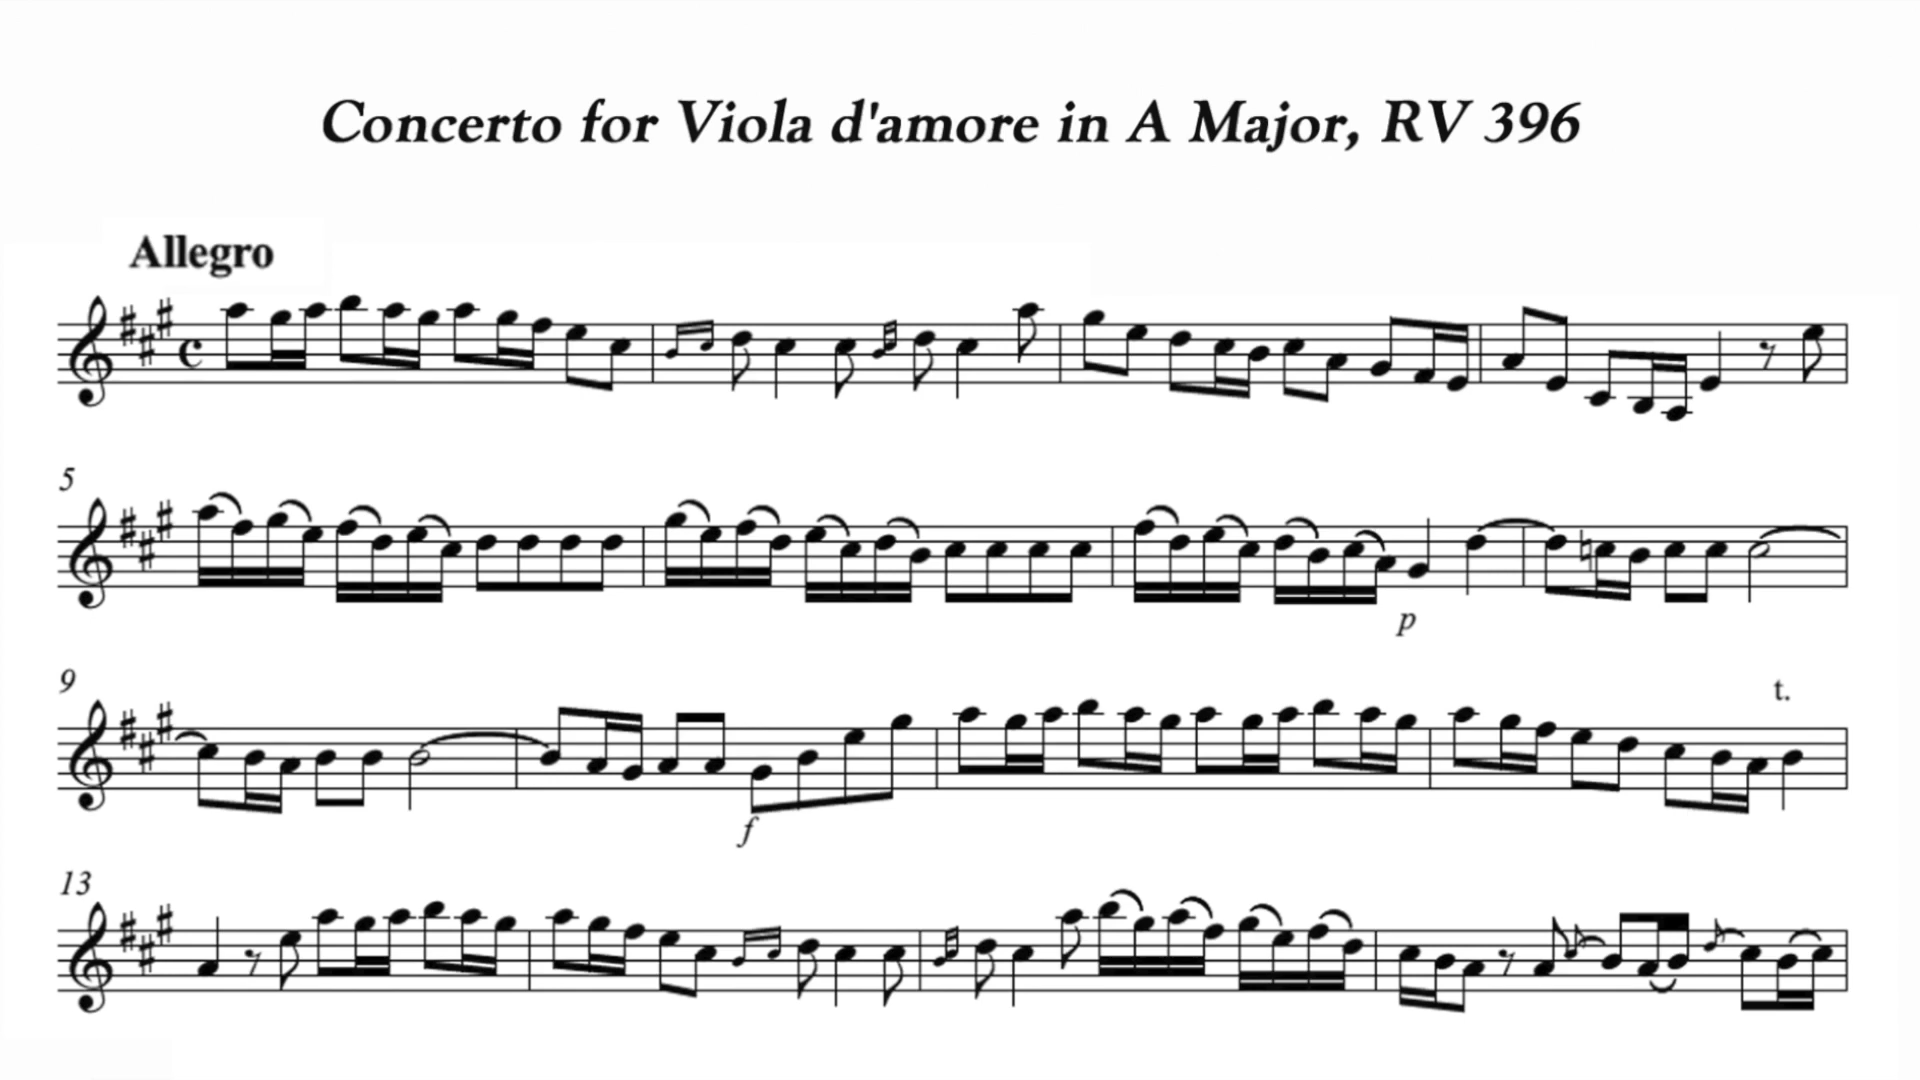 Concerto for Viola d'amore in A Major, RV 396
Allegro
5
p
9
t.
f
13